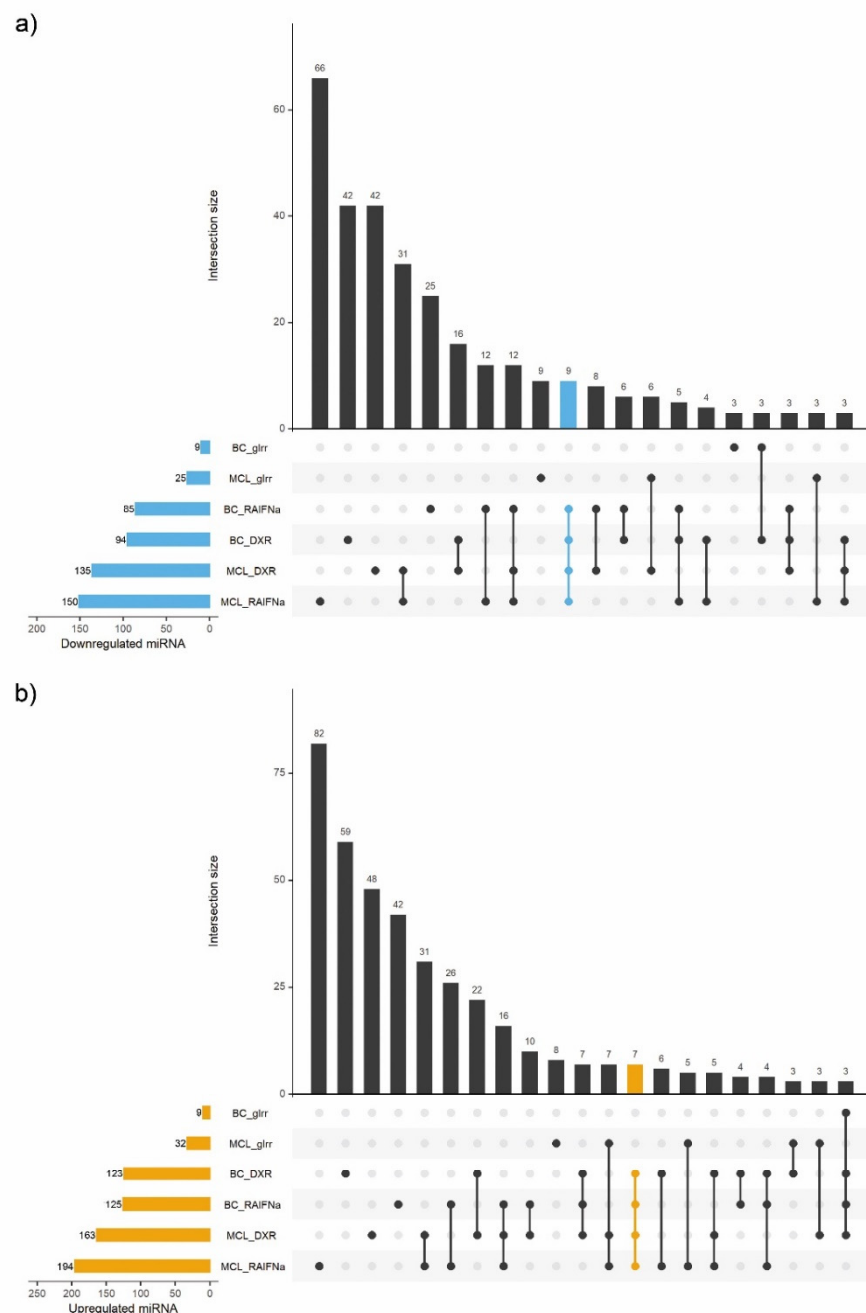 a)
66 42 42 31 25 16 12 12 9 9 8 6 6 5 4 3 3 3 3 3
60
40
20
0
Intersection size
9 BC_glrr
25 MCL_glrr
85 BC_RAIFNa
94 BC_DXR
135 MCL_DXR
150 MCL_RAIFNa
200 150 100 50 0
Downregulated miRNA
b)
82 59 48 42 31 26 22 16 10 8 7 7 7 6 5 5 4 4 3 3 3
75
50
25
0
Intersection size
9 BC_glrr
32 MCL_glrr
123 BC_DXR
125 BC_RAIFNa
163 MCL_DXR
194 MCL_RAIFNa
250 200 150 100 50 0
Upregulated miRNA